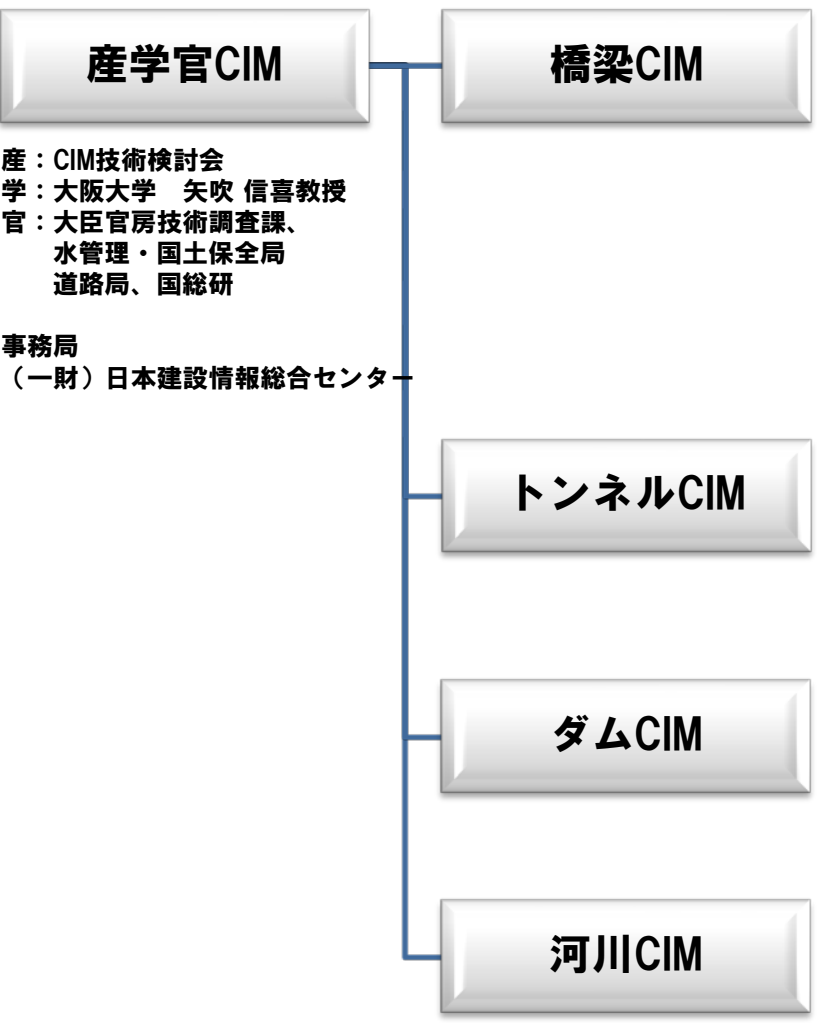 産学官CIM
産：CIM技術検討会
学：大阪大学　矢吹 信喜教授
官：大臣官房技術調査課、
水管理・国土保全局
道路局、国総研
事務局
（一財）日本建設情報総合センター
橋梁CIM
トンネルCIM
ダムCIM
河川CIM